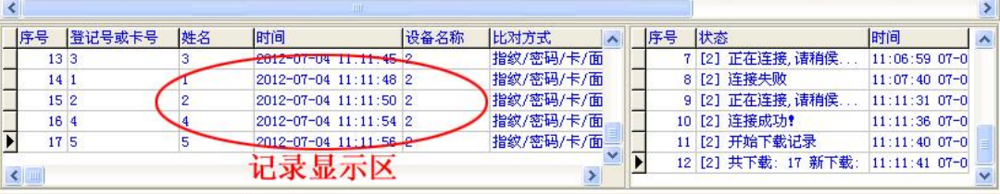 序号 登记号或卡号 姓名 时间 设备名称 比对方式
13 3 3 2012-07-04 11:11:45 2 指纹/密码/卡/面
14 1 1 2012-07-04 11:11:48 2 指纹/密码/卡/面
15 2 2 2012-07-04 11:11:50 2 指纹/密码/卡/面
16 4 4 2012-07-04 11:11:54 2 指纹/密码/卡/面
17 5 5 2012-07-04 11:11:56 2 指纹/密码/卡/面
记录显示区
序号 状态 时间
7 [2] 正在连接,请稍侯... 11:06:59 07-0
8 [2] 连接失败 11:07:40 07-0
9 [2] 正在连接,请稍侯... 11:11:31 07-0
10 [2] 连接成功! 11:11:36 07-0
11 [2] 开始下载记录 11:11:40 07-0
12 [2] 共下载: 17 新下载: 11:11:41 07-0